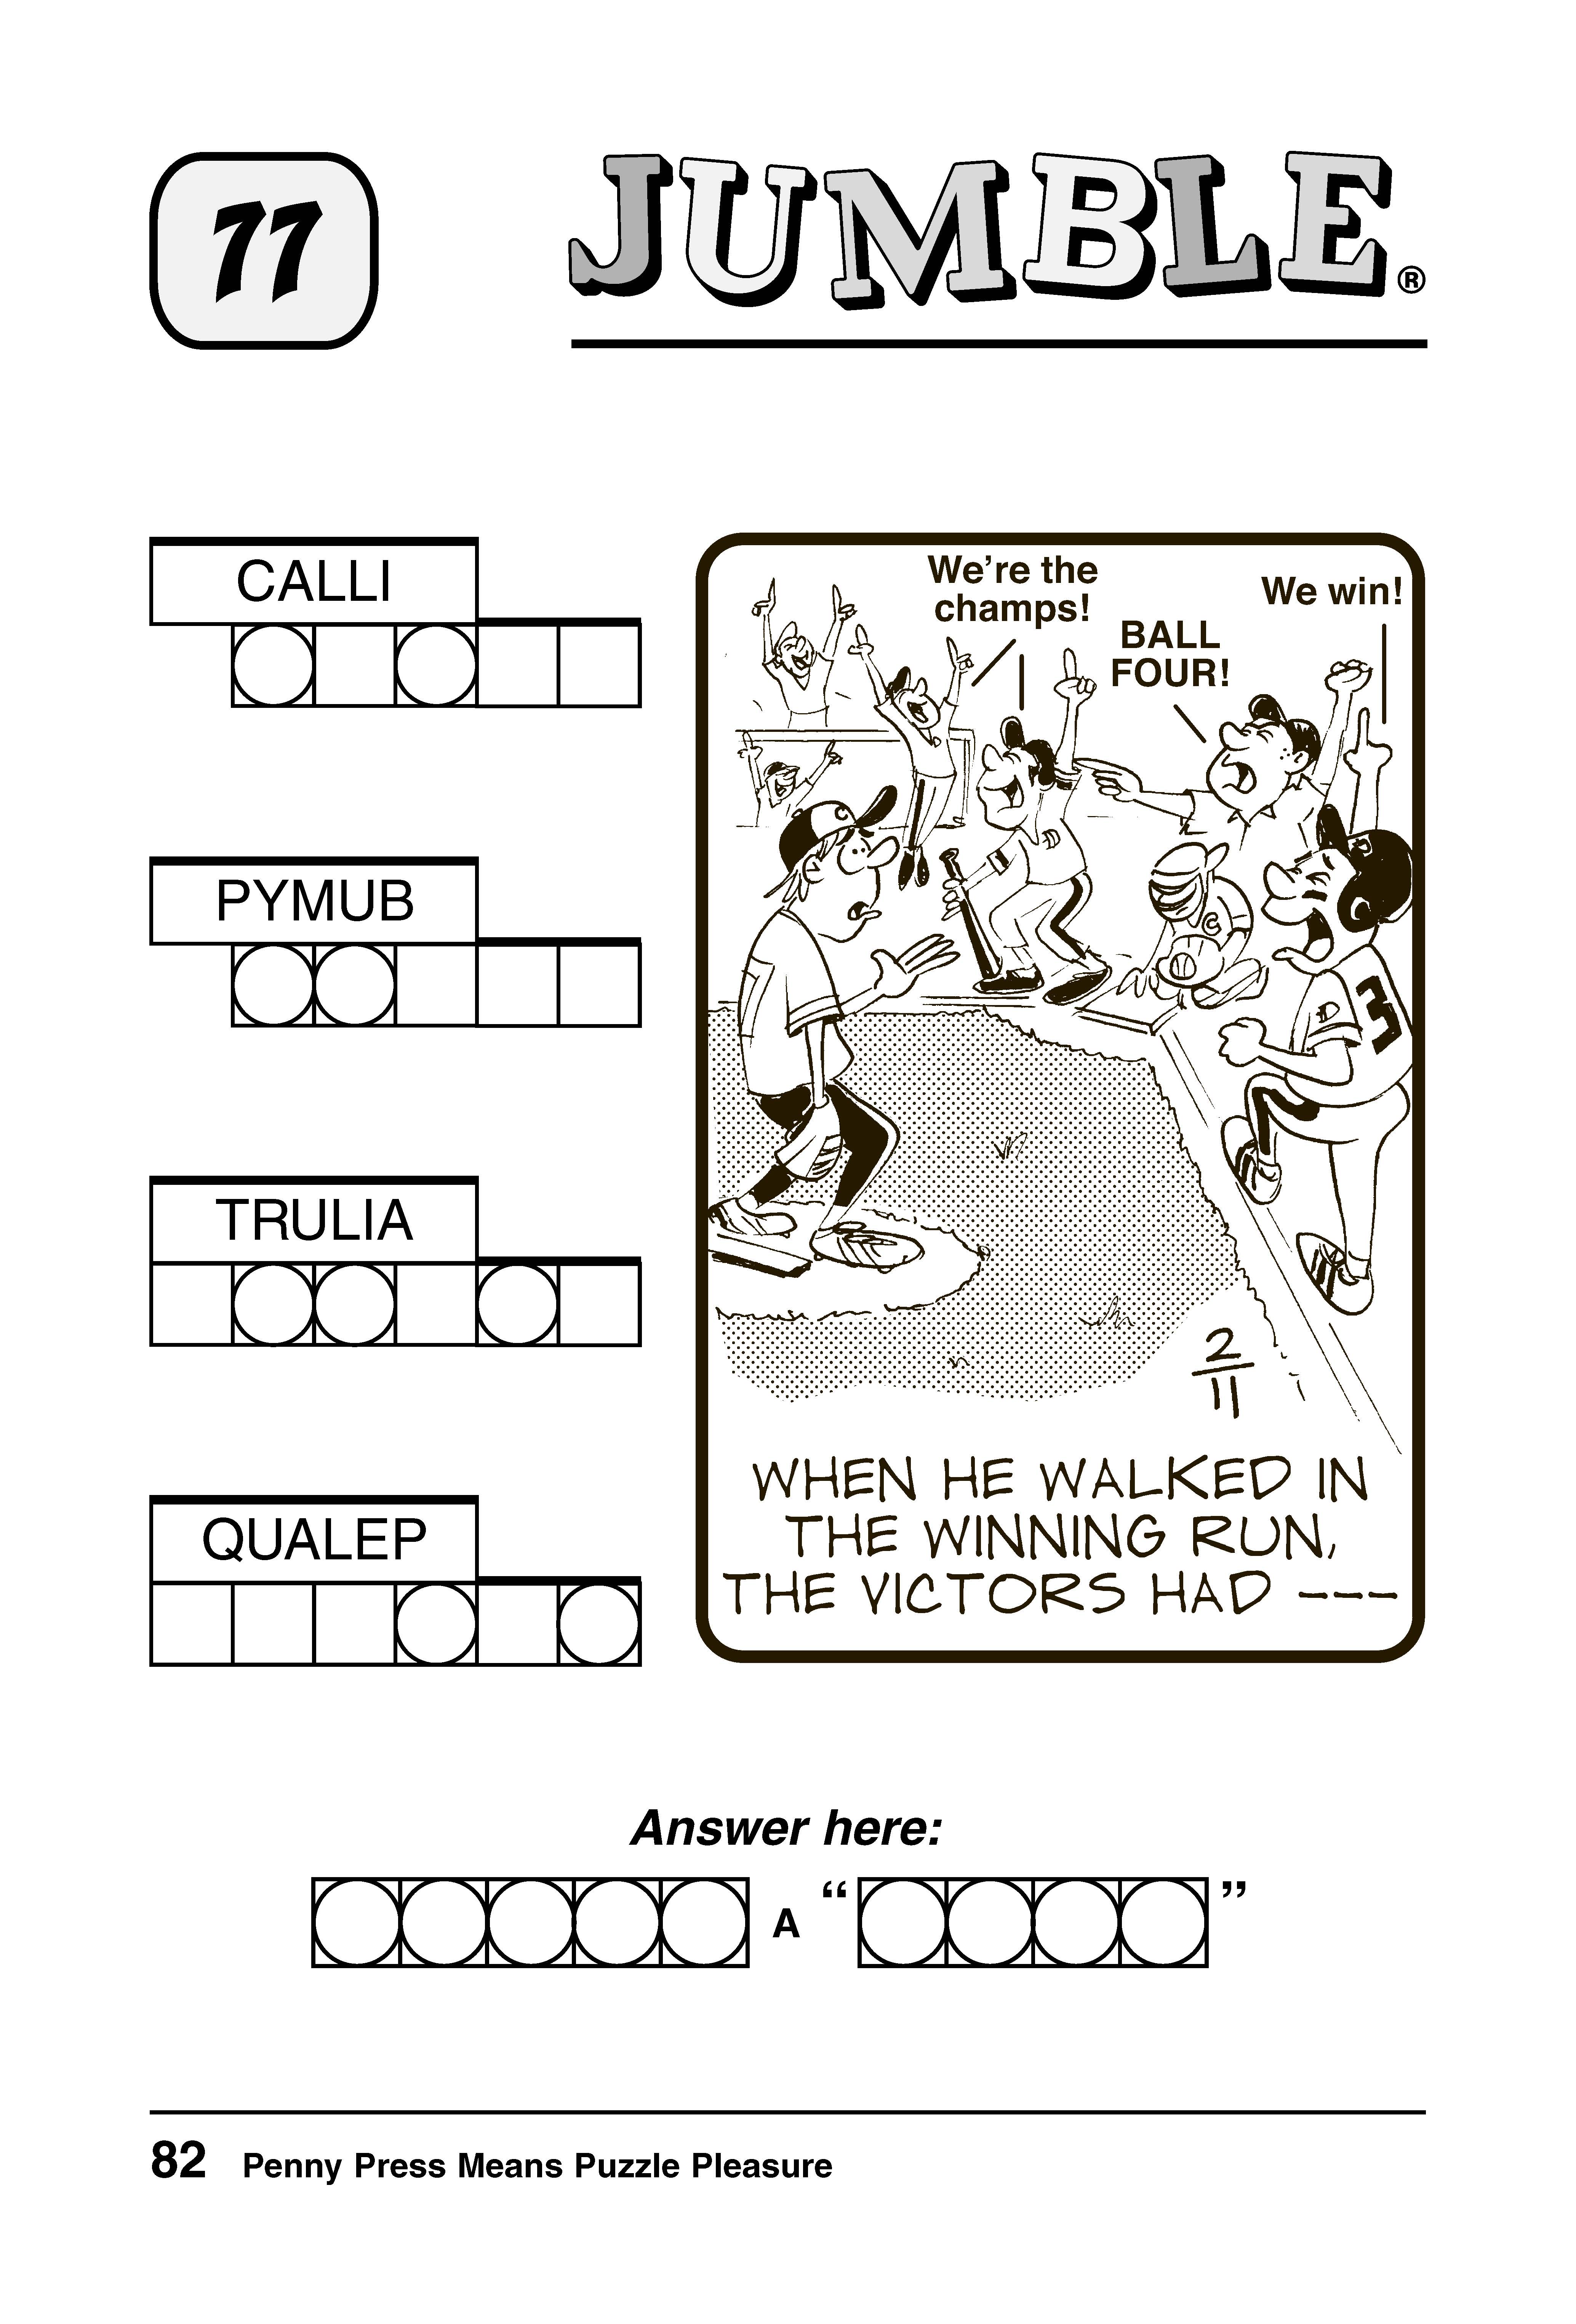 77
JUMBLE®
CALLI
PYMUB
TRULIA
QUALEP
We're the
champs!
BALL
FOUR!
We win!
C
D
C
D
D
3
2
11
WHEN HE WALKED IN
THE WINNING RUN,
THE VICTORS HAD ---
Answer here:
A “ ”
82 Penny Press Means Puzzle Pleasure